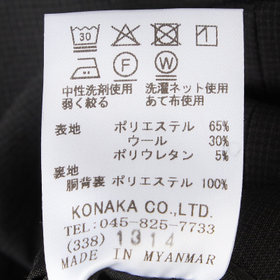 30
F W
中性洗剤使用 洗濯ネット使用
弱く絞る あて布使用
表地 ポリエステル 65%
ウール 30%
ポリウレタン 5%
裏地
胴背裏 ポリエステル 100%
KONAKA CO.,LTD.
TEL:045-825-7733
(338) 1314
MADE IN MYANMAR